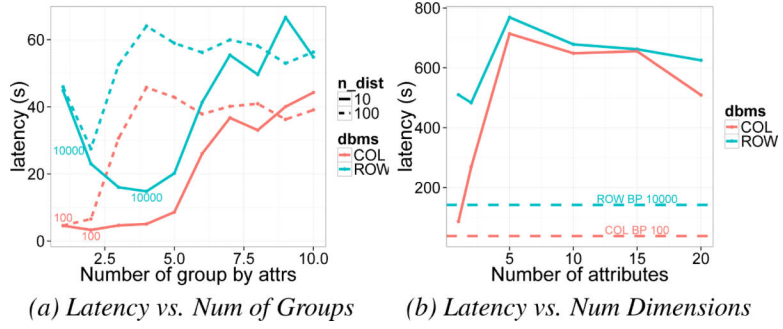 60
40
20
0
latency (s)
10000
10000
100
100
2.5
5.0
7.5
10.0
Number of group by attrs
n_dist
10
100
dbms
COL
ROW
(a) Latency vs. Num of Groups
800
600
400
200
latency (s)
ROW BP 10000
COL BP 100
5
10
15
20
Number of attributes
dbms
COL
ROW
(b) Latency vs. Num Dimensions